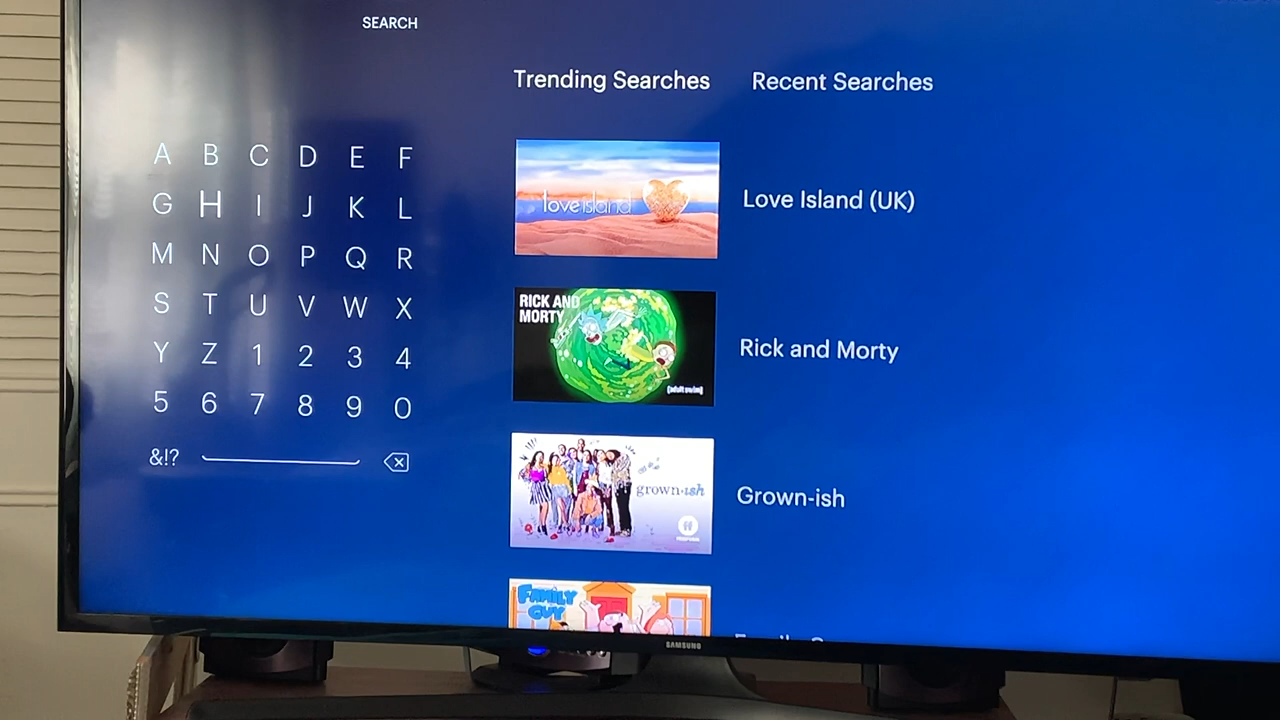 SEARCH
Trending Searches Recent Searches
A B C D E F
G H I J K L
M N O P Q R
S T U V W X
Y Z 1 2 3 4
5 6 7 8 9 0
&!?
love island
Love Island (UK)
RICK AND
MORTY
[adult swim]
Rick and Morty
grown-ish
Grown-ish
FAMILY
GUY
SAMSUNG